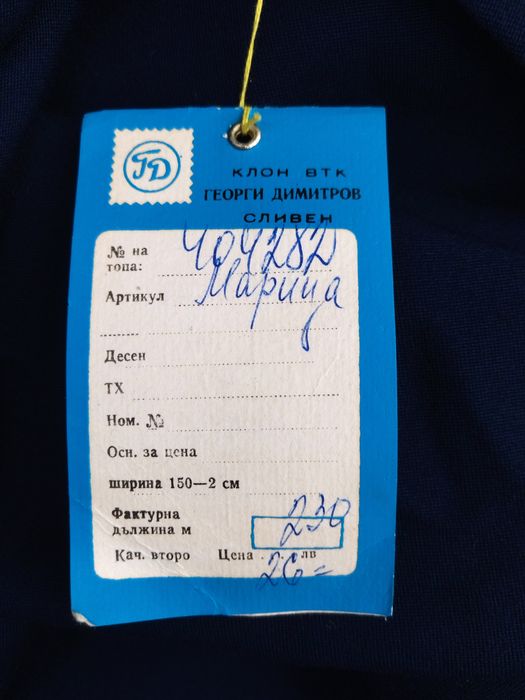 ГД
КЛОН ВТК
ГЕОРГИ ДИМИТРОВ
СЛИВЕН
№ на
топа: 404282
Артикул Марица
Десен
ТХ
Ном. №
Осн. за цена
ширина 150—2 см
Фактурна
дължина м 230
Кач. второ Цена . . лв
26=